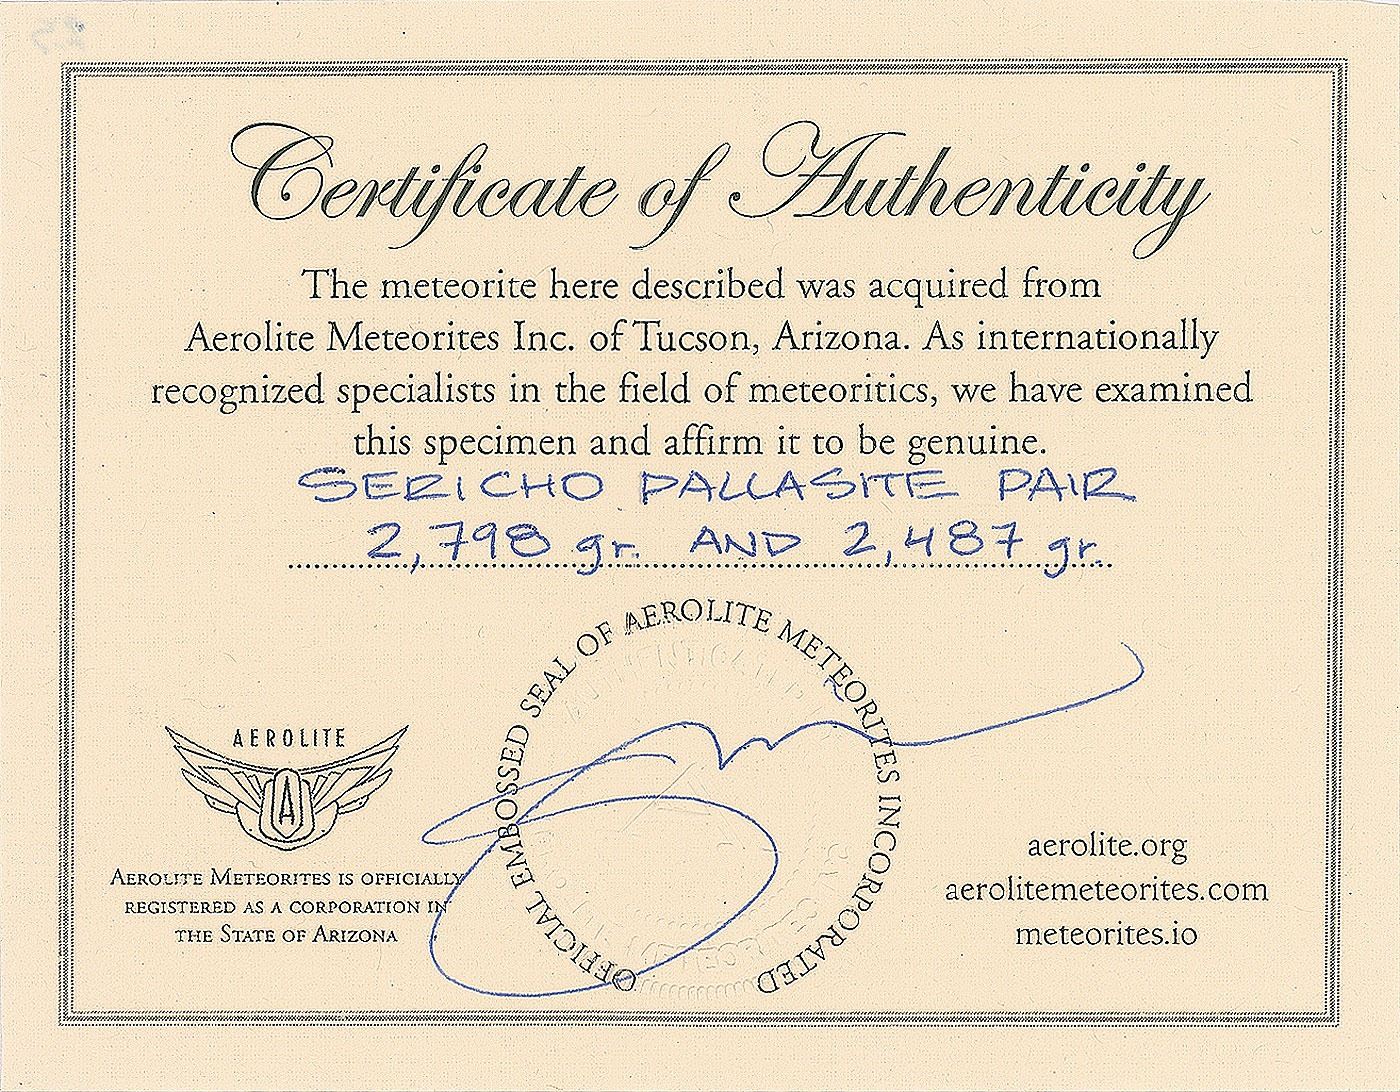 Certificate of Authenticity
The meteorite here described was acquired from
Aerolite Meteorites Inc. of Tucson, Arizona. As internationally
recognized specialists in the field of meteoritics, we have examined
this specimen and affirm it to be genuine.
SERICHO PALLASITE PAIR
2,798 gr. AND 2,487 gr.
OFFICIAL EMBOSSED SEAL OF AEROLITE METEORITES INCORPORATED
AEROLITE
A
AEROLITE METEORITES IS OFFICIALLY
REGISTERED AS A CORPORATION IN
THE STATE OF ARIZONA
aerolite.org
aerolitemeteorites.com
meteorites.io